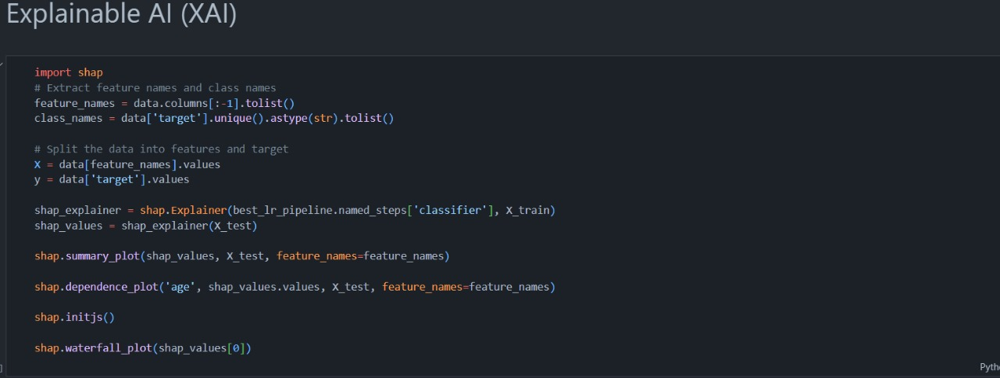 Explainable AI (XAI)
import shap
# Extract feature names and class names
feature_names = data.columns[:-1].tolist()
class_names = data['target'].unique().astype(str).tolist()
# Split the data into features and target
X = data[feature_names].values
y = data['target'].values
shap_explainer = shap.Explainer(best_lr_pipeline.named_steps['classifier'], X_train)
shap_values = shap_explainer(X_test)
shap.summary_plot(shap_values, X_test, feature_names=feature_names)
shap.dependence_plot('age', shap_values.values, X_test, feature_names=feature_names)
shap.initjs()
shap.waterfall_plot(shap_values[0])
]
Pyth